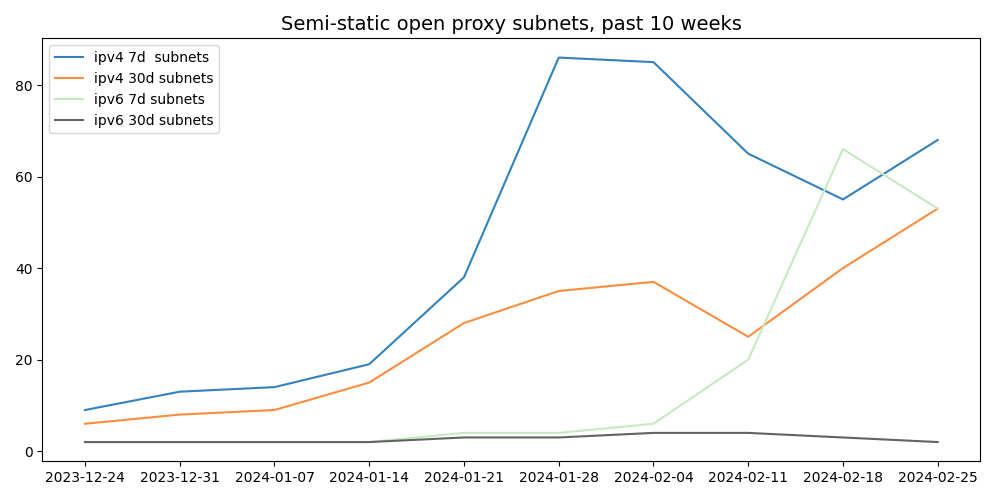 Semi-static open proxy subnets, past 10 weeks
ipv4 7d  subnets
ipv4 30d subnets
ipv6 7d subnets
ipv6 30d subnets
80
60
40
20
0
2023-12-24 2023-12-31 2024-01-07 2024-01-14 2024-01-21 2024-01-28 2024-02-04 2024-02-11 2024-02-18 2024-02-25